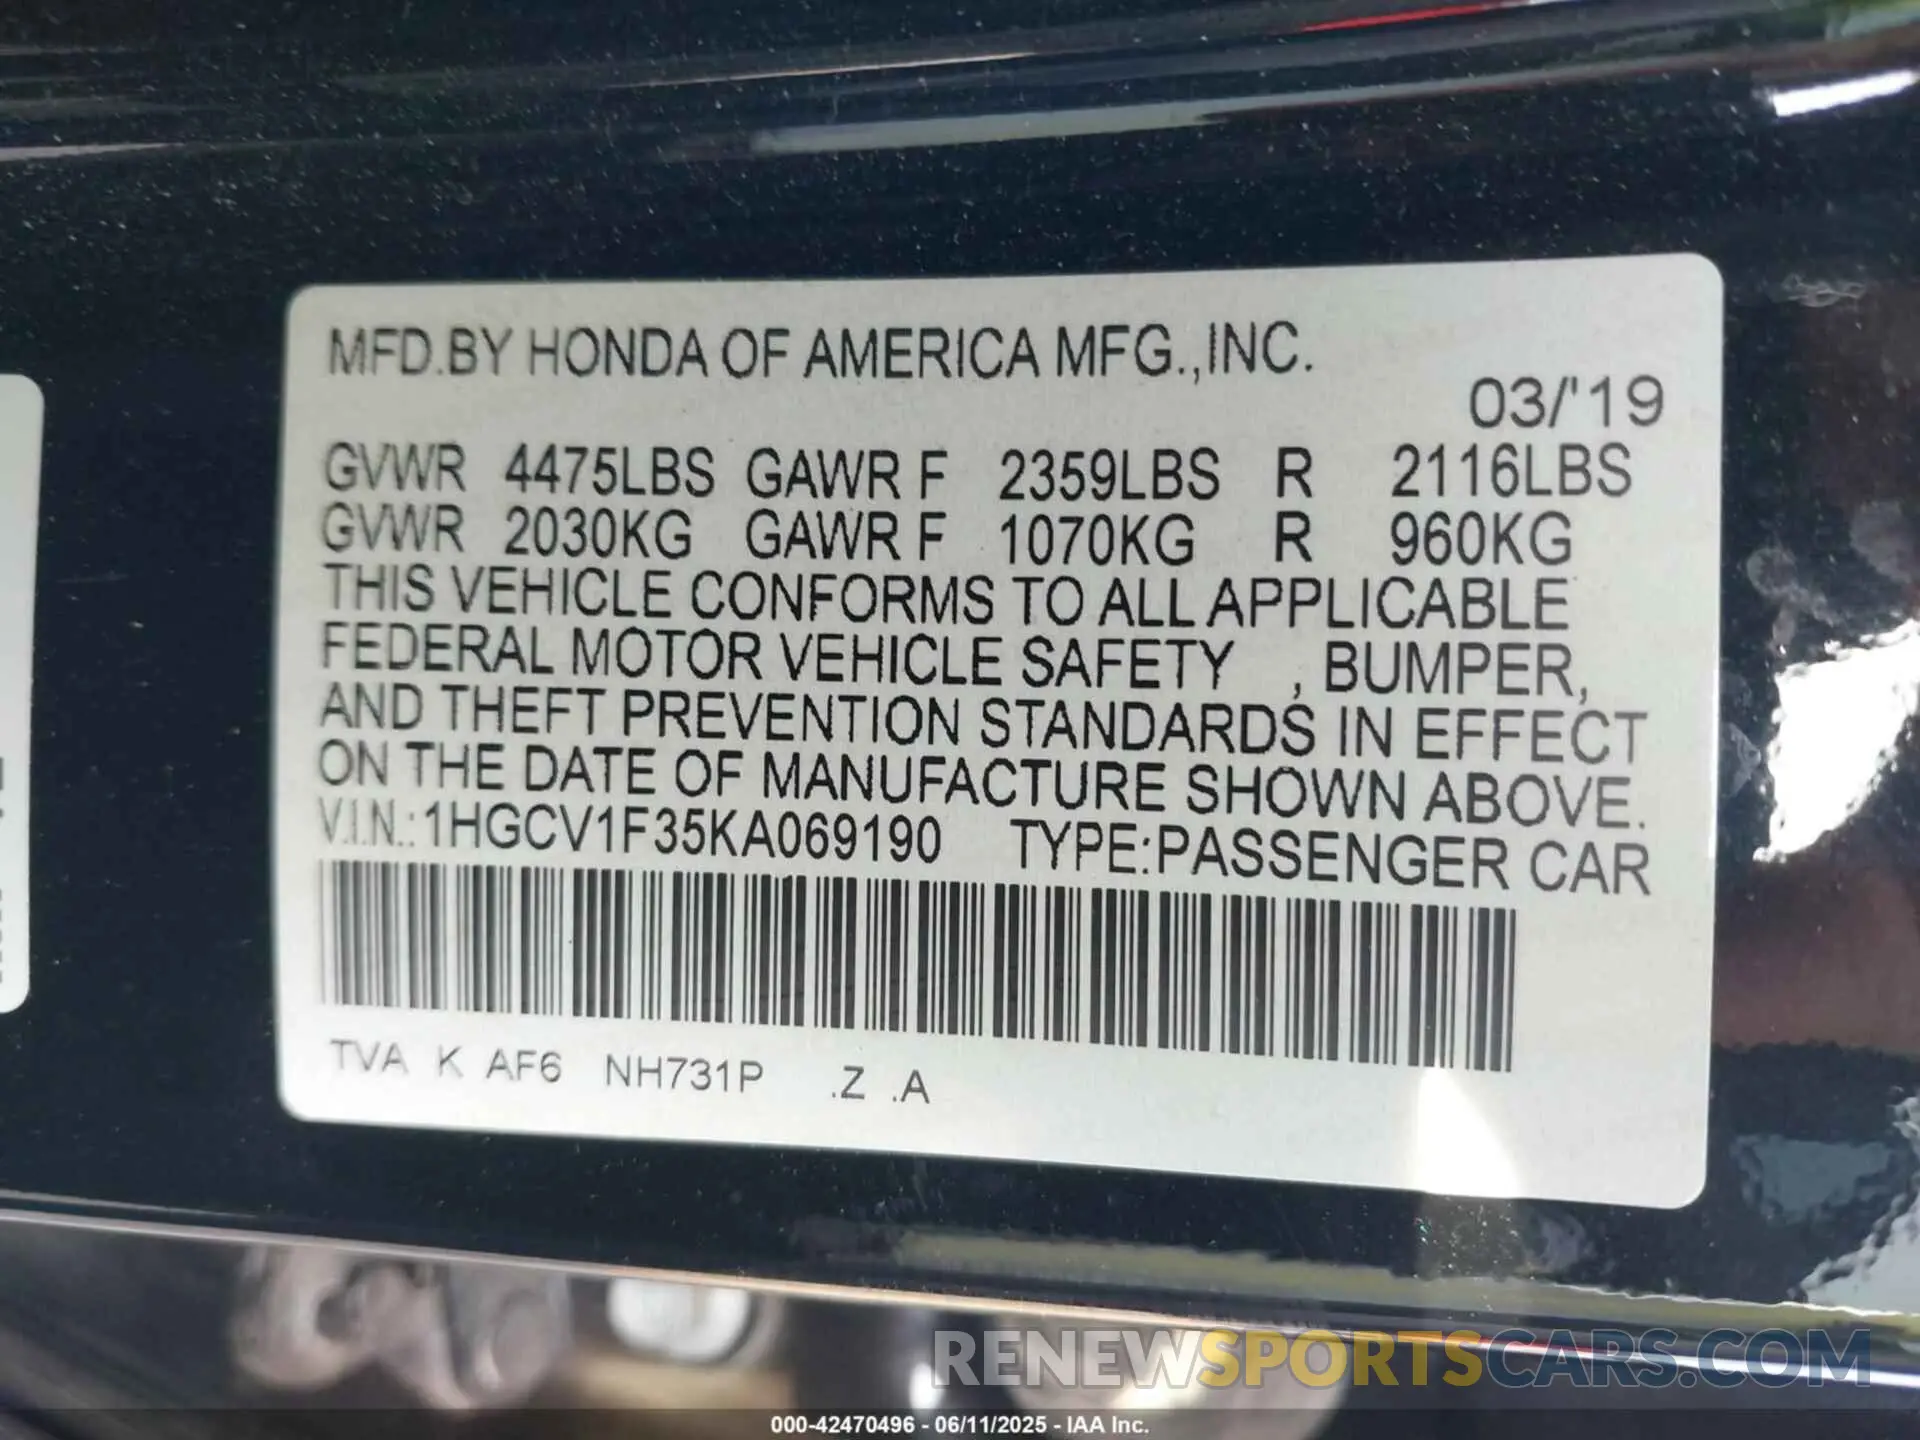 MFD.BY HONDA OF AMERICA MFG.,INC.
03/'19
GVWR 4475LBS GAWR F 2359LBS R 2116LBS
GVWR 2030KG GAWR F 1070KG R 960KG
THIS VEHICLE CONFORMS TO ALL APPLICABLE
FEDERAL MOTOR VEHICLE SAFETY , BUMPER,
AND THEFT PREVENTION STANDARDS IN EFFECT
ON THE DATE OF MANUFACTURE SHOWN ABOVE.
V.I.N.:1HGCV1F35KA069190 TYPE:PASSENGER CAR
TVA K AF6 NH731P .Z .A
RENEWSPORTSCARS.COM
000-42470496 - 06/11/2025 - IAA Inc.